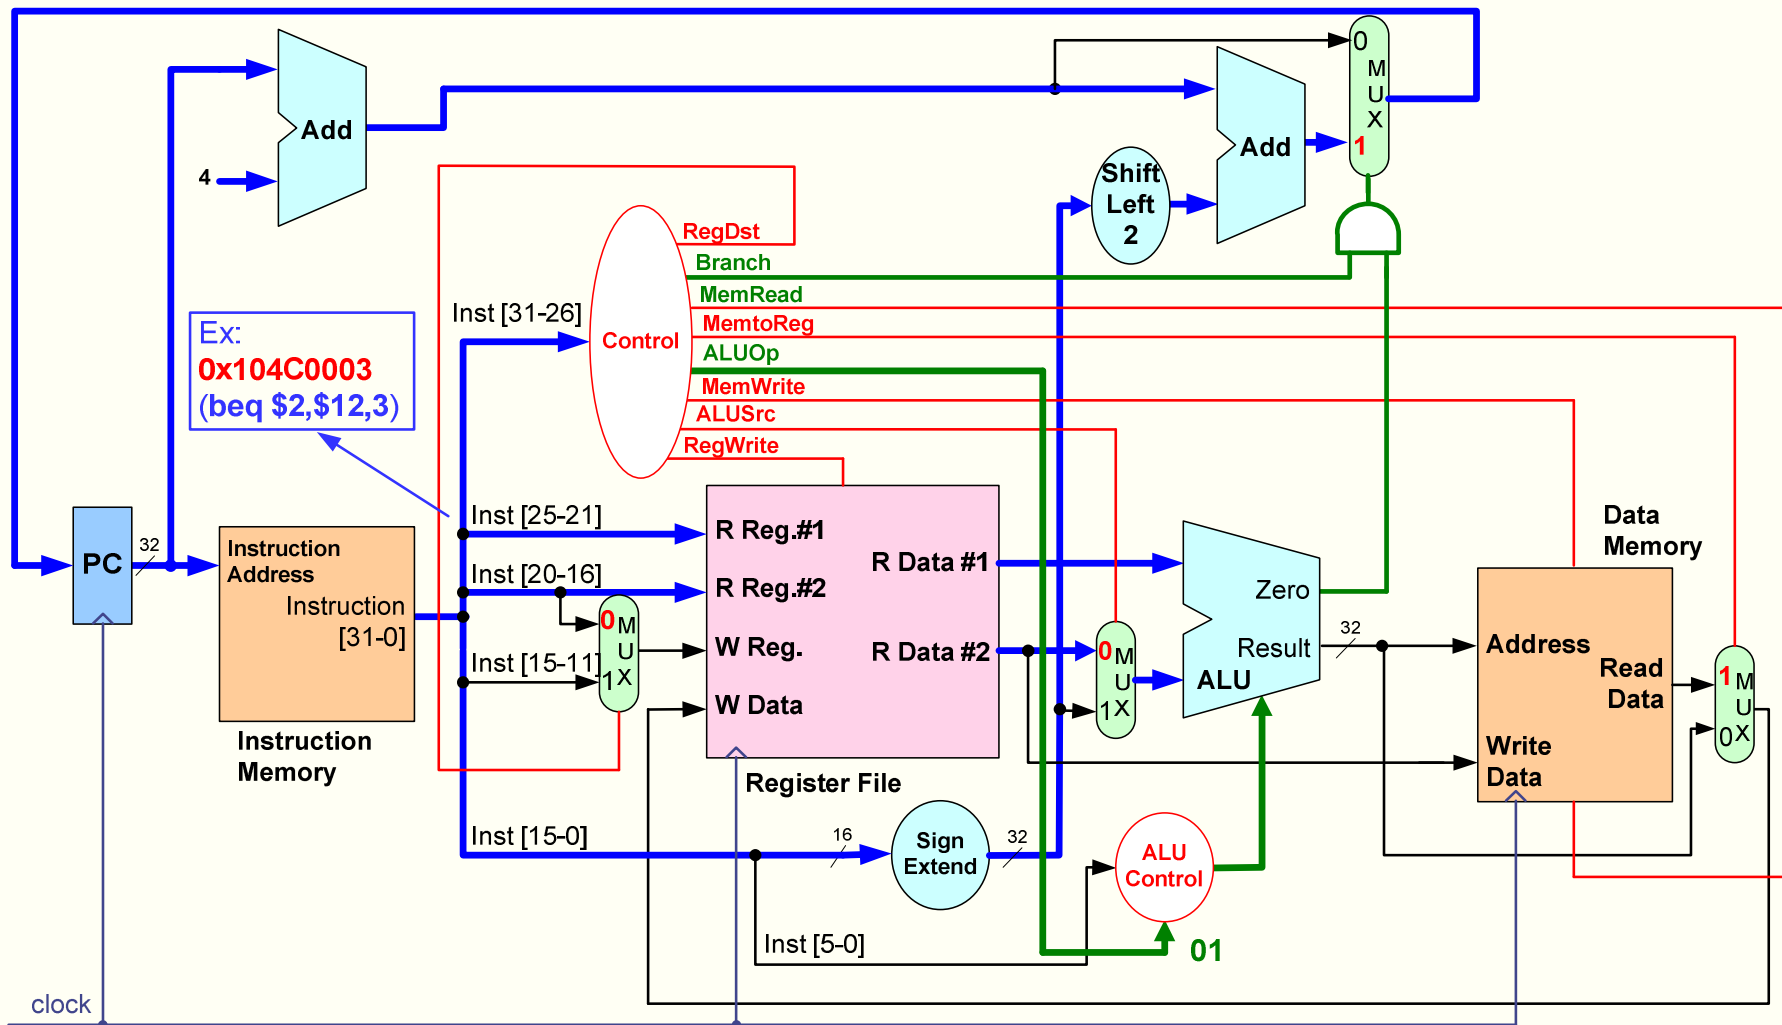 0
M
U
X
1
Add
4
Add
Shift
Left
2
RegDst
Branch
MemRead
MemtoReg
ALUOp
MemWrite
ALUSrc
RegWrite
Control
Inst [31-26]
Ex:
0x104C0003
(beq $2,$12,3)
PC
32
Instruction
Address
Instruction
[31-0]
Instruction
Memory
Inst [25-21]
Inst [20-16]
Inst [15-11]
Inst [15-0]
0
M
U
1X
R Reg.#1
R Reg.#2
W Reg.
W Data
R Data #1
R Data #2
Register File
0
M
U
1X
Zero
Result
ALU
32
Data
Memory
Address
Read
Data
Write
Data
1
M
U
0X
16
Sign
Extend
32
ALU
Control
Inst [5-0]
01
clock